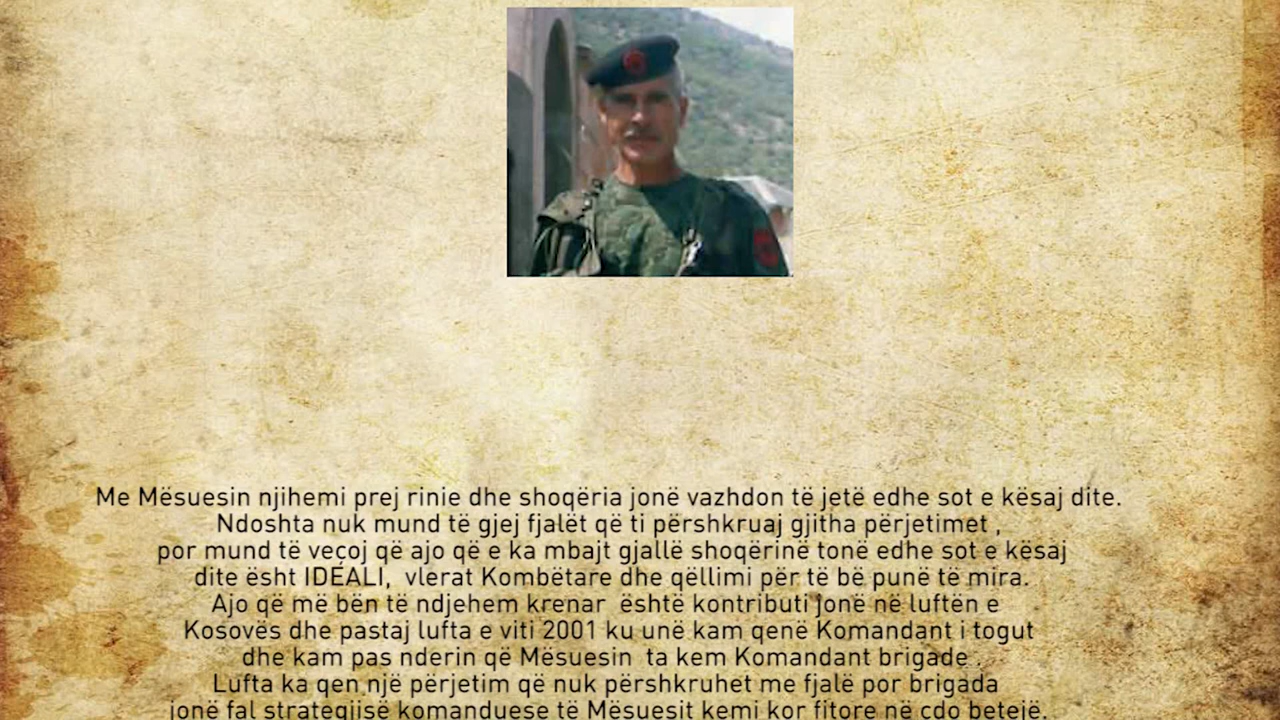 Me Mësuesin njihemi prej rinie dhe shoqëria jonë vazhdon të jetë edhe sot e kësaj dite.
Ndoshta nuk mund të gjej fjalët që ti përshkruaj gjitha përjetimet ,
por mund të veçoj që ajo që e ka mbajt gjallë shoqërinë tonë edhe sot e kësaj
dite ësht IDEALI, vlerat Kombëtare dhe qëllimi për të bë punë të mira.
Ajo që më bën të ndjehem krenar është kontributi jonë në luftën e
Kosovës dhe pastaj lufta e viti 2001 ku unë kam qenë Komandant i togut
dhe kam pas nderin që Mësuesin ta kem Komandant brigade .
Lufta ka qen një përjetim që nuk përshkruhet me fjalë por brigada
jonë fal strategjisë komanduese të Mësuesit kemi kor fitore në çdo betejë.